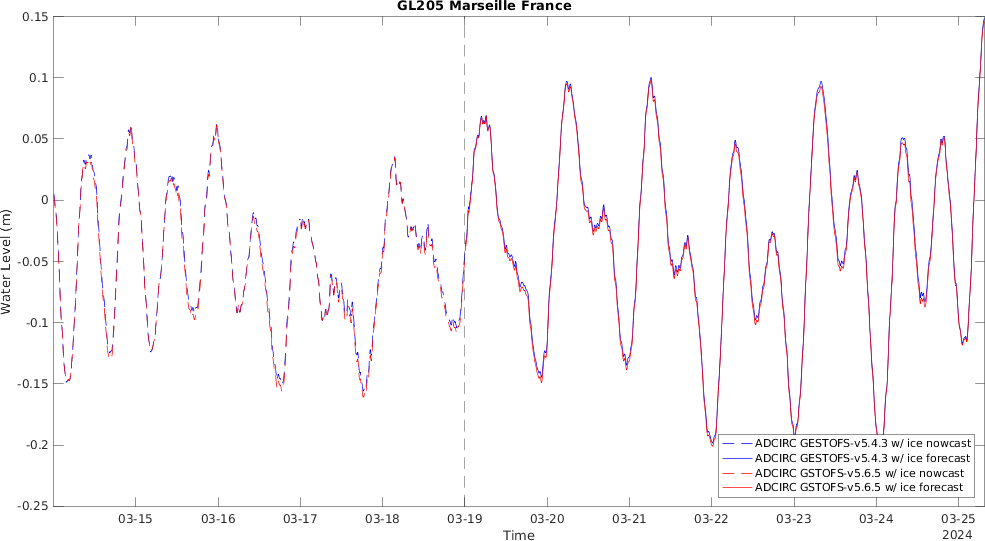 GL205 Marseille France
0.15
0.1
0.05
0
-0.05
-0.1
-0.15
-0.2
-0.25
Water Level (m)
ADCIRC GESTOFS-v5.4.3 w/ ice nowcast
ADCIRC GESTOFS-v5.4.3 w/ ice forecast
ADCIRC GSTOFS-v5.6.5 w/ ice nowcast
ADCIRC GSTOFS-v5.6.5 w/ ice forecast
03-15 03-16 03-17 03-18 03-19 03-20 03-21 03-22 03-23 03-24 03-25
Time
2024